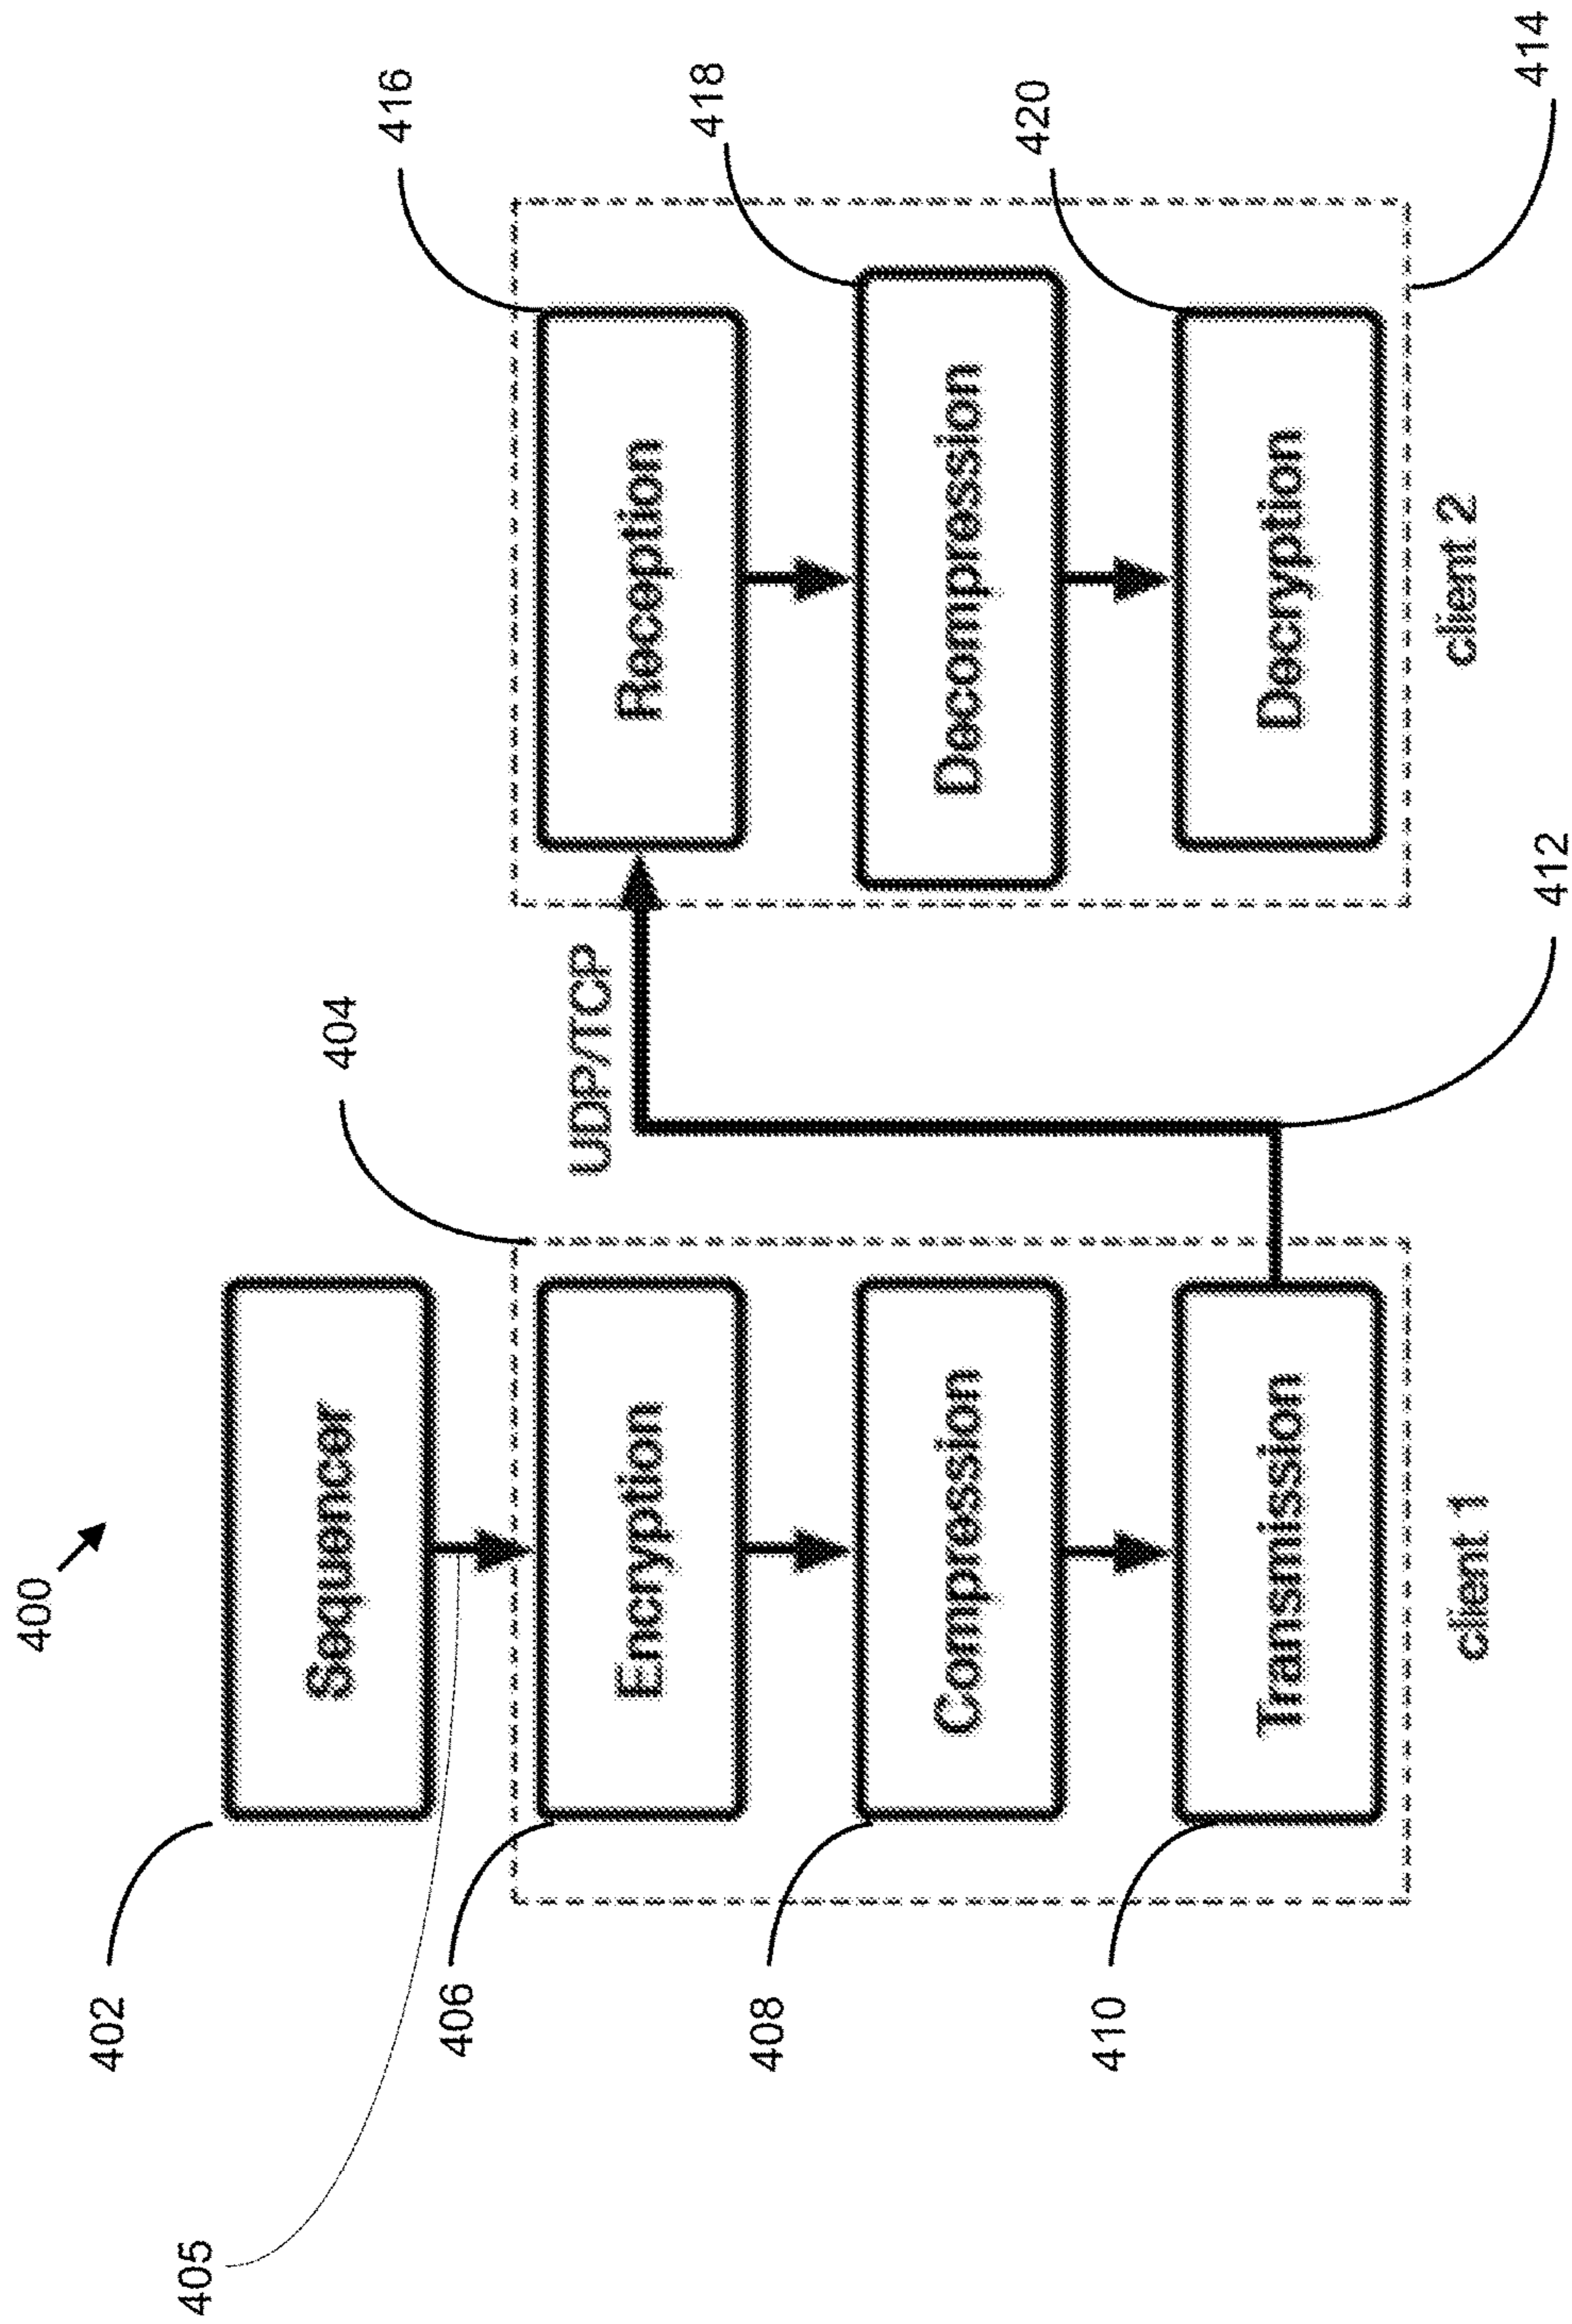 400
402
Sequencer
405
404
406
Encryption
408
Compression
410
Transmission
client 1
UDP/TCP
412
416
Reception
418
Decompression
420
Decryption
client 2
414